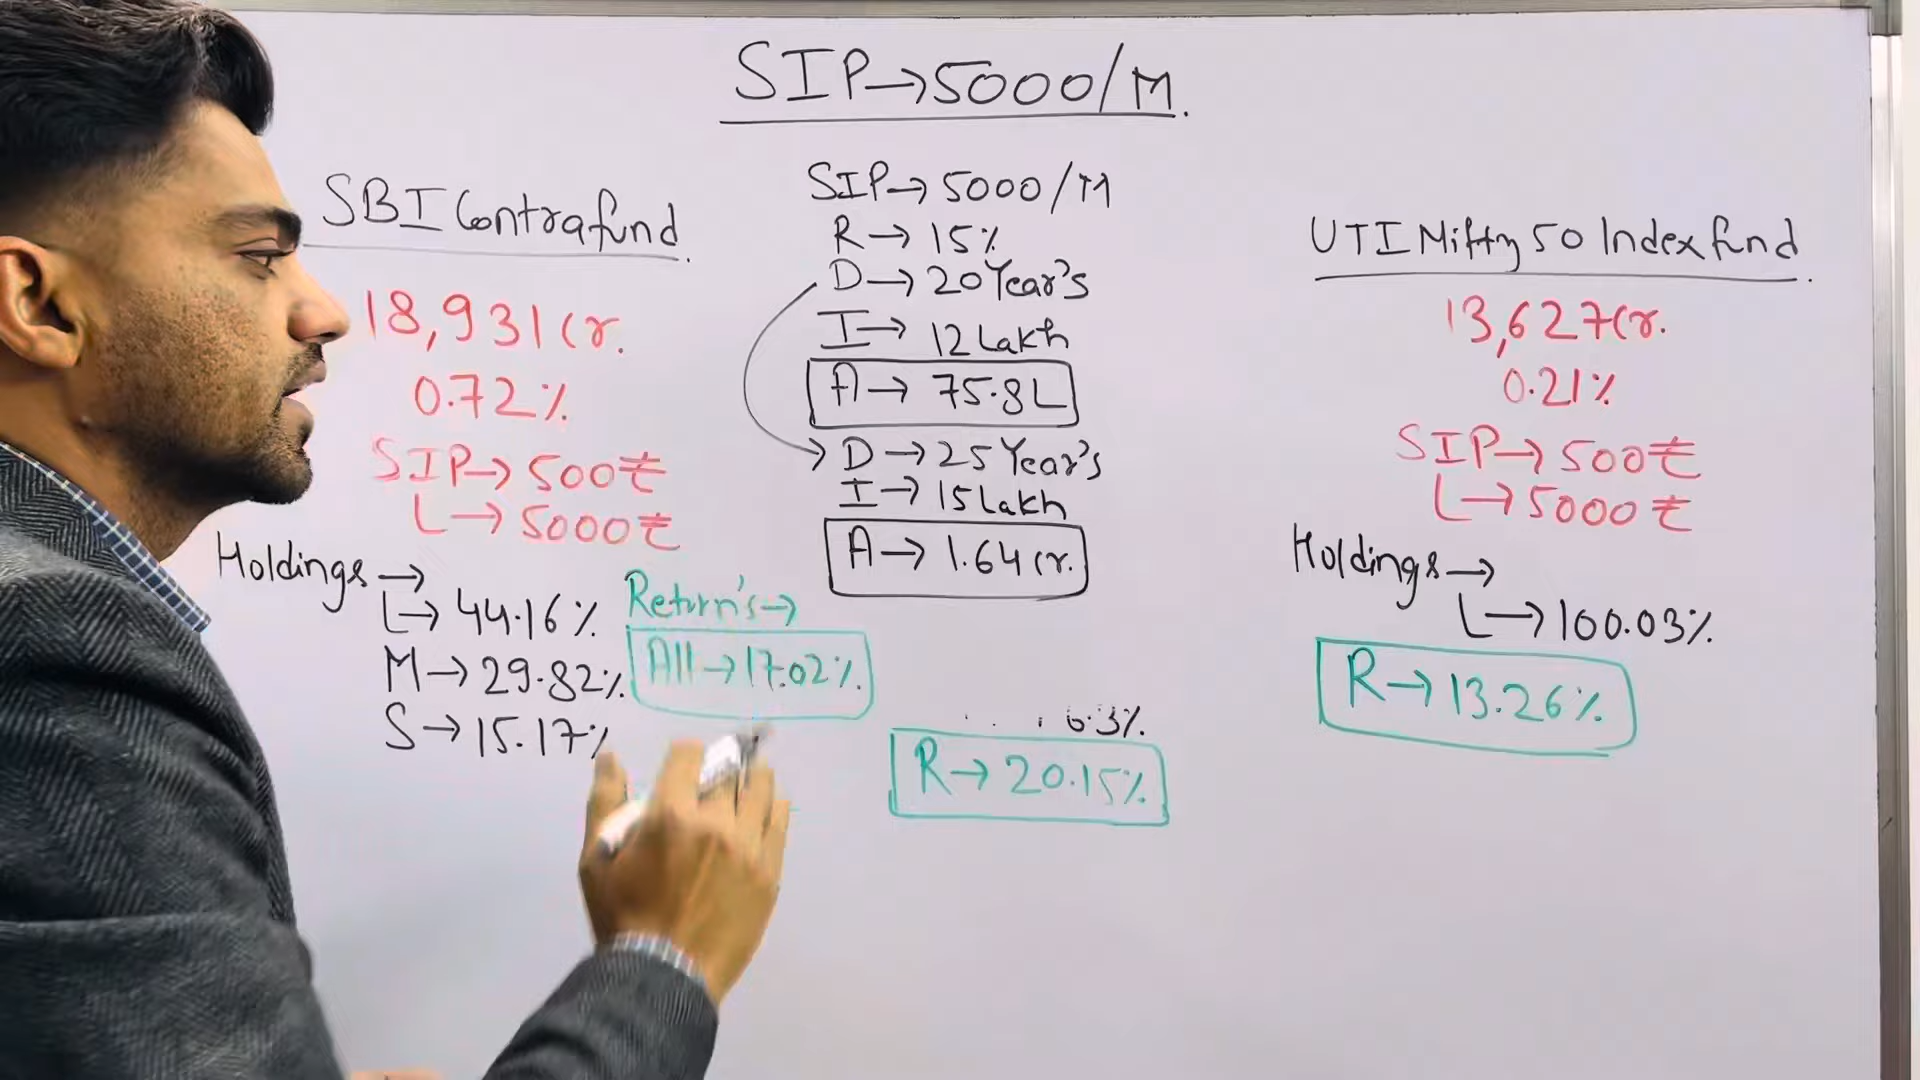 SIP→5000/M.
SBI Contrafund.
18,931 Cr.
0.72%
SIP→500₹
L→5000₹
Holdings→
L→44.16%
M→29.82%
S→15.17%
Return's→
All→17.02%
SIP→5000/M
R→15%
D→20 Year's
I→12 Lakh
A→75.8L
D→25 Year's
I→15 Lakh
A→1.64 cr.
6.3%
R→20.15%
UTI Nifty 50 Index fund.
13,627 Cr.
0.21%
SIP→500₹
L→5000₹
Holdings→
L→100.03%
R→13.26%